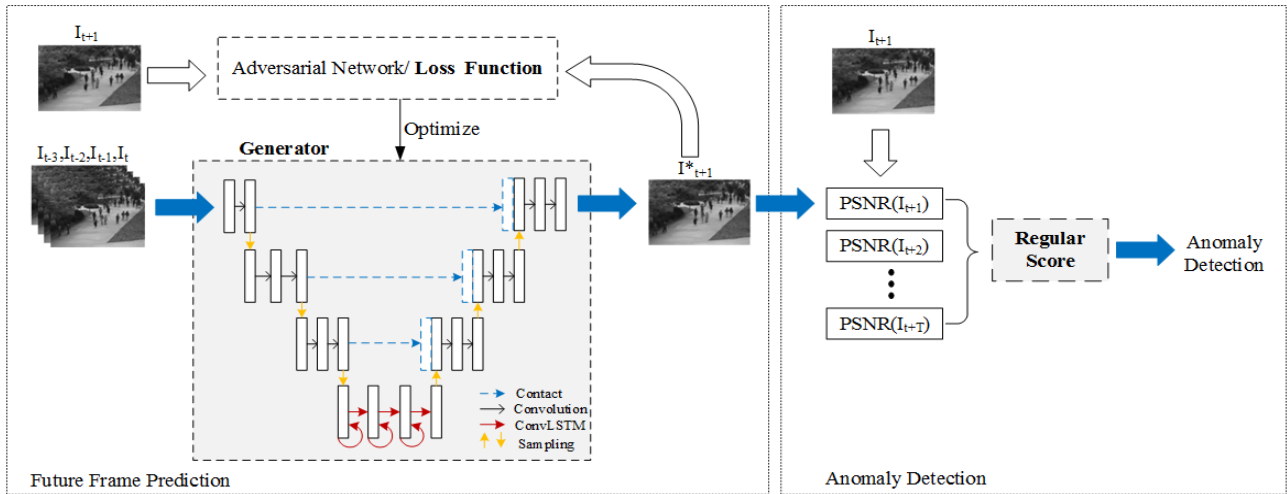 I_{t+1}
Adversarial Network/ Loss Function
Optimize
I_{t-3},I_{t-2},I_{t-1},I_t
Generator
I*_{t+1}
Contact
Convolution
ConvLSTM
Sampling
Future Frame Prediction
I_{t+1}
PSNR(I_{t+1})
PSNR(I_{t+2})
PSNR(I_{t+T})
Regular
Score
Anomaly
Detection
Anomaly Detection